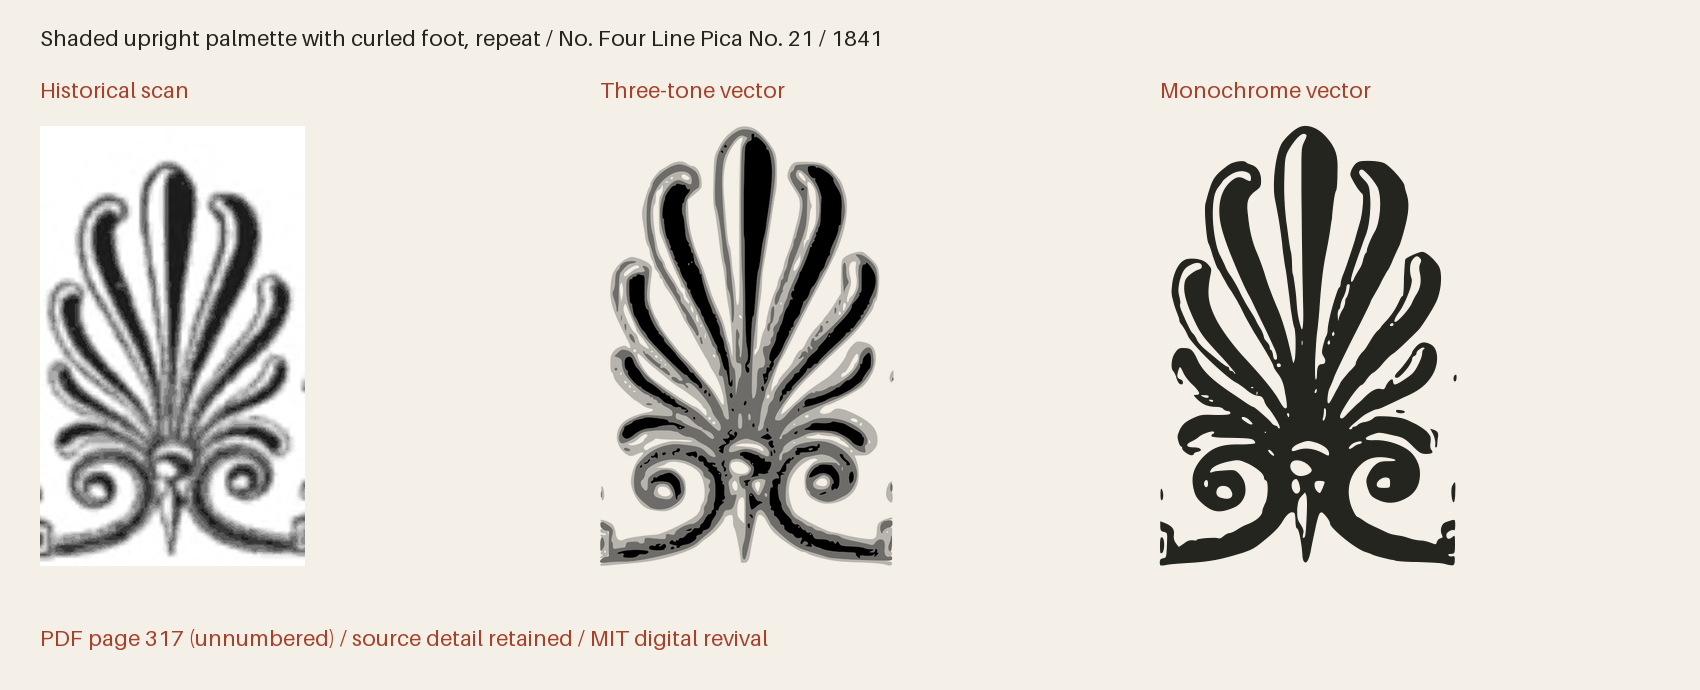 Shaded upright palmette with curled foot, repeat / No. Four Line Pica No. 21 / 1841
Historical scan
Three-tone vector
Monochrome vector
PDF page 317 (unnumbered) / source detail retained / MIT digital revival